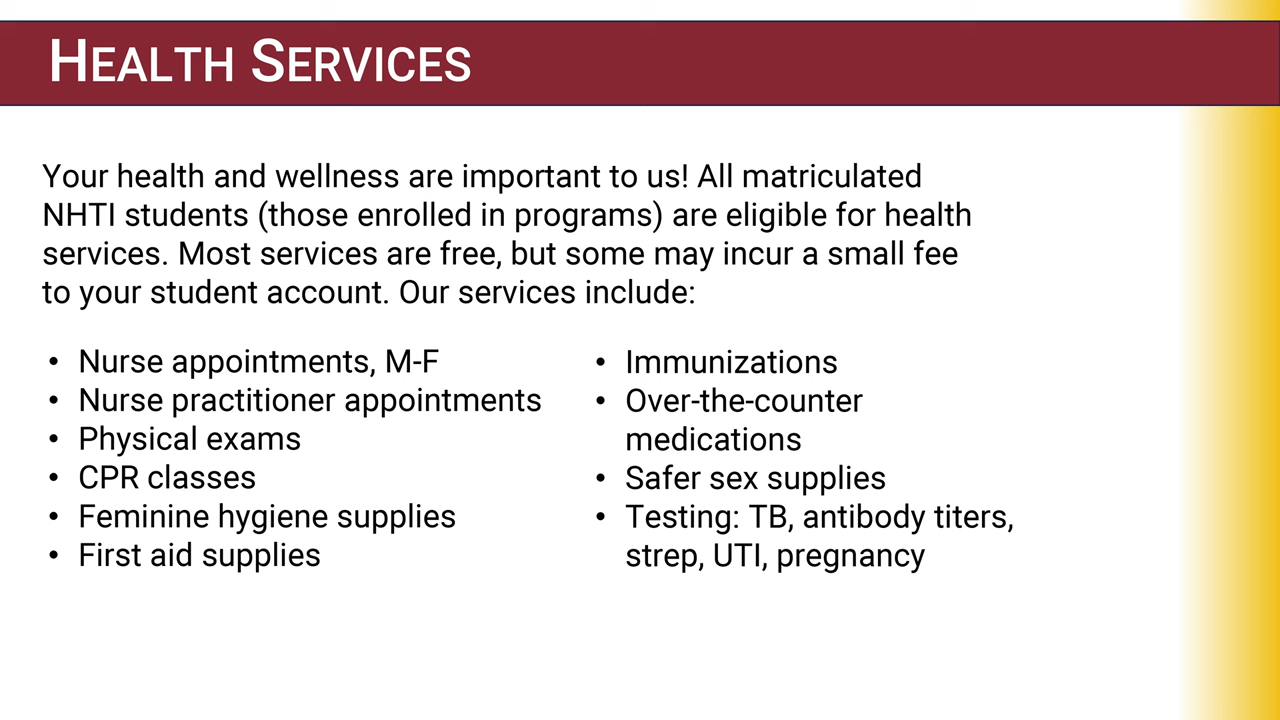 HEALTH SERVICES
Your health and wellness are important to us! All matriculated
NHTI students (those enrolled in programs) are eligible for health
services. Most services are free, but some may incur a small fee
to your student account. Our services include:
• Nurse appointments, M-F
• Nurse practitioner appointments
• Physical exams
• CPR classes
• Feminine hygiene supplies
• First aid supplies
• Immunizations
• Over-the-counter
medications
• Safer sex supplies
• Testing: TB, antibody titers,
strep, UTI, pregnancy